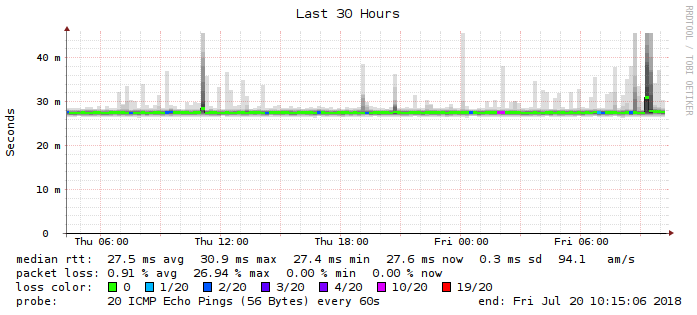 Last 30 Hours
RRDTOOL / TOBI OETIKER
Seconds
40 m
30 m
20 m
10 m
0
Thu 06:00 Thu 12:00 Thu 18:00 Fri 00:00 Fri 06:00
median rtt: 27.5 ms avg 30.9 ms max 27.4 ms min 27.6 ms now 0.3 ms sd 94.1 am/s
packet loss: 0.91 % avg 26.94 % max 0.00 % min 0.00 % now
loss color: 0 1/20 2/20 3/20 4/20 10/20 19/20
probe: 20 ICMP Echo Pings (56 Bytes) every 60s end: Fri Jul 20 10:15:06 2018